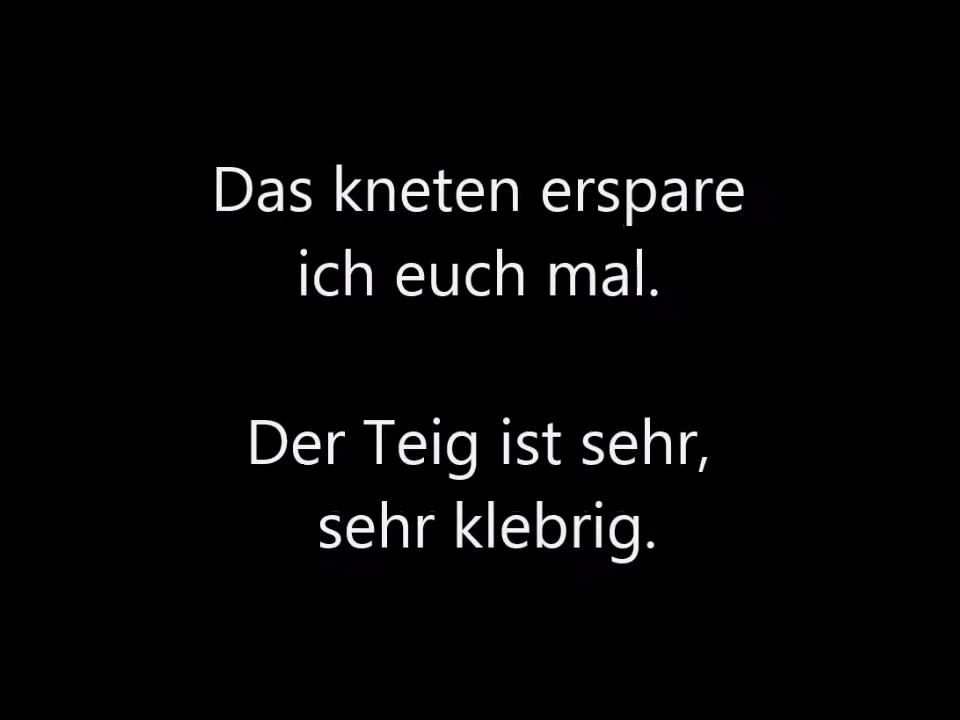 Das kneten erspare
ich euch mal.
Der Teig ist sehr,
sehr klebrig.